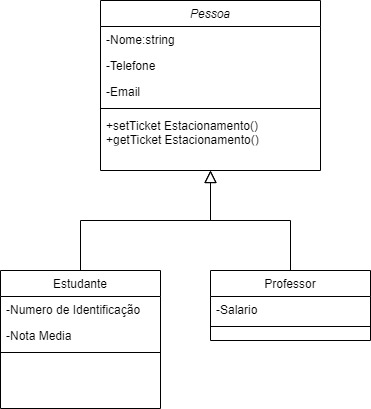 Pessoa
-Nome:string
-Telefone
-Email
+setTicket Estacionamento()
+getTicket Estacionamento()
Estudante
-Numero de Identificação
-Nota Media
Professor
-Salario